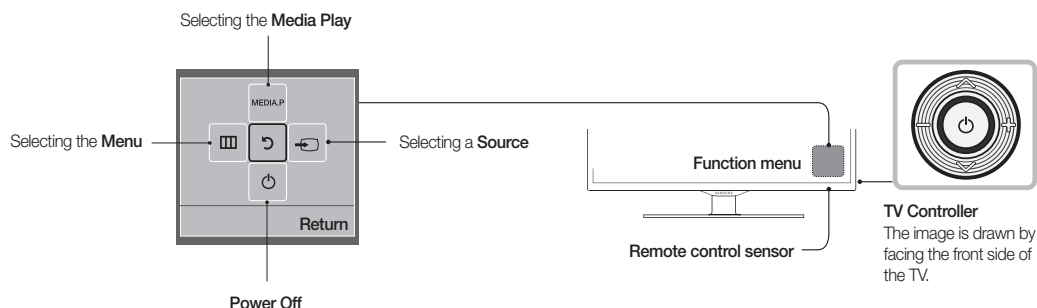 Selecting the Media Play
MEDIA.P
Selecting the Menu
Selecting a Source
Return
Power Off
Function menu
SAMSUNG
Remote control sensor
TV Controller
The image is drawn by
facing the front side of
the TV.